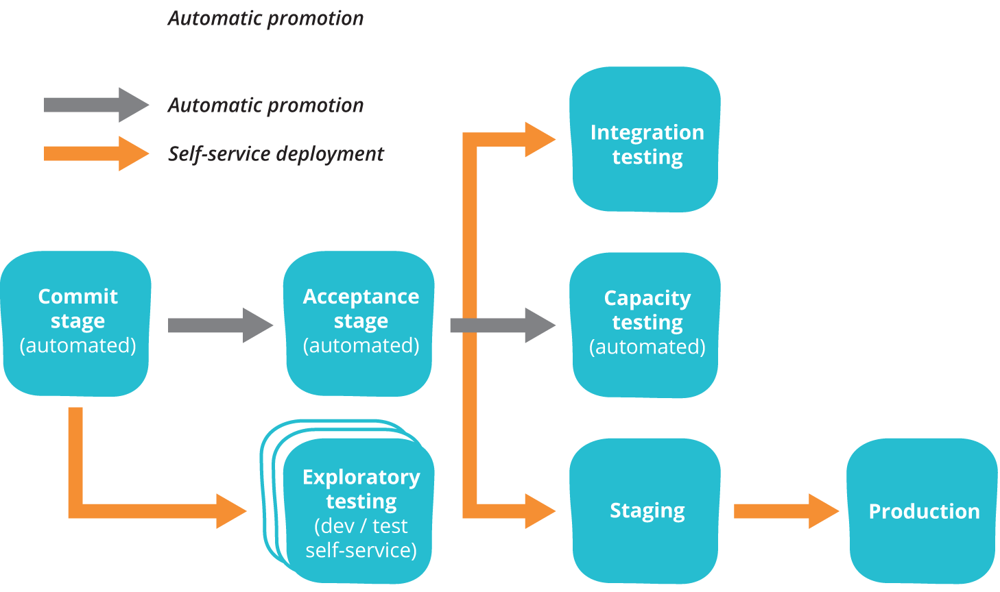 Automatic promotion
Automatic promotion
Self-service deployment
Integration
testing
Commit
stage
(automated)
Acceptance
stage
(automated)
Capacity
testing
(automated)
Exploratory
testing
(dev / test
self-service)
Staging
Production